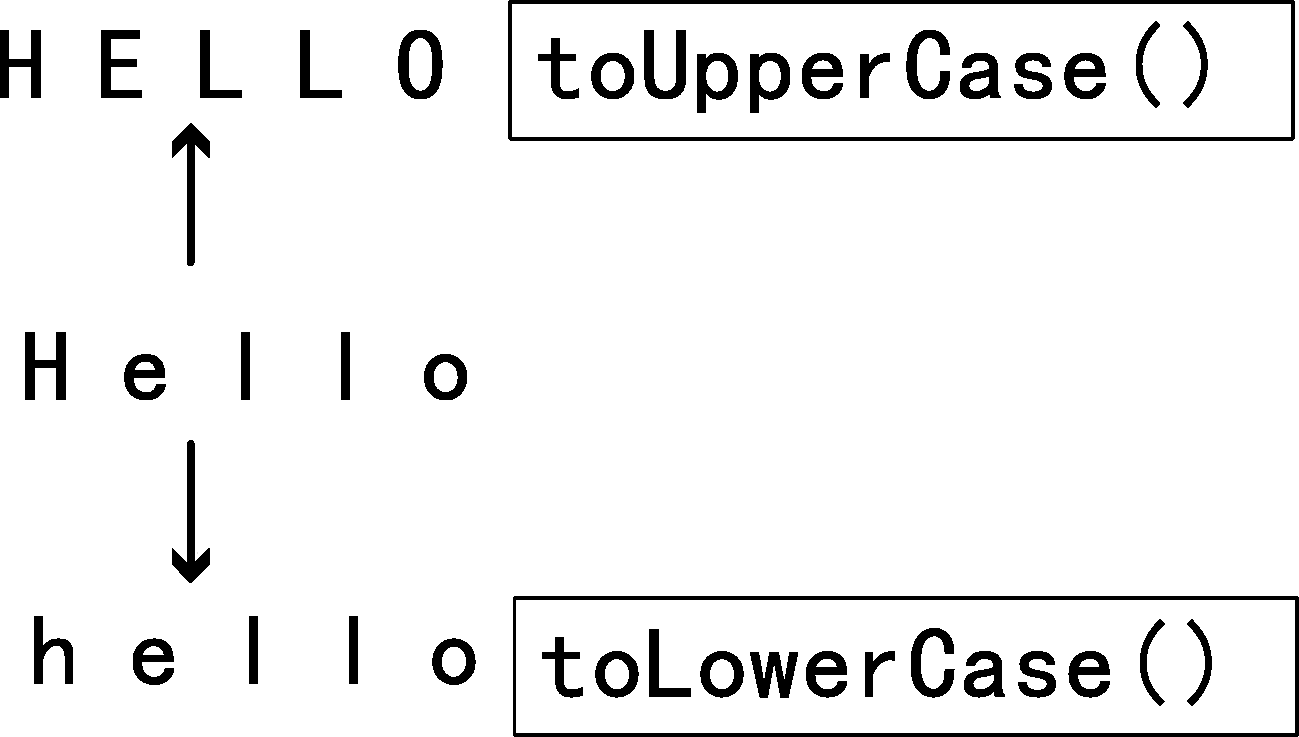 H E L L O toUpperCase()
H e l l o
h e l l o toLowerCase()